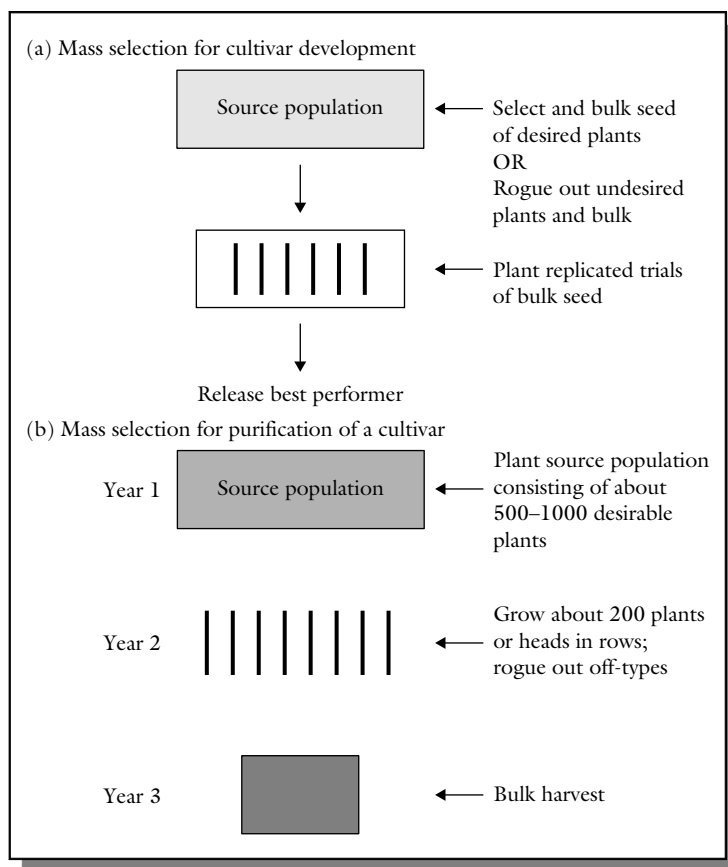 (a) Mass selection for cultivar development
Source population
Select and bulk seed
of desired plants
OR
Rogue out undesired
plants and bulk
Plant replicated trials
of bulk seed
Release best performer
(b) Mass selection for purification of a cultivar
Year 1
Source population
Plant source population
consisting of about
500–1000 desirable
plants
Year 2
Grow about 200 plants
or heads in rows;
rogue out off-types
Year 3
Bulk harvest